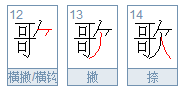 12 13 14
歌 歌 歌
横撇/横钩 撇 捺